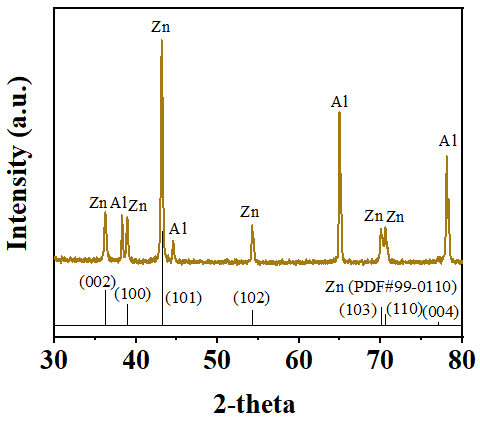 Zn
Al
Al
Zn Al Zn
Zn
Zn Zn
Al
Zn (PDF#99-0110)
(002)
(100)
(101)
(102)
(103)
(110)
(004)
30 40 50 60 70 80
2-theta
Intensity (a.u.)